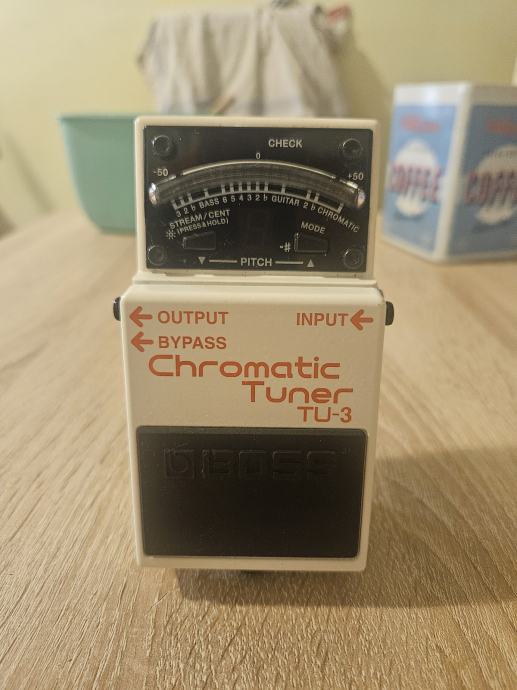 CHECK
-50 0 +50
3 2 ♭ BASS 6 5 4 3 2 ♭ GUITAR 2 ♭ CHROMATIC
STREAM/CENT
(PRESS&HOLD)
MODE
-#
▼ PITCH ▲
← OUTPUT INPUT ←
← BYPASS
Chromatic
Tuner
TU-3
BOSS
COFFEE COFF